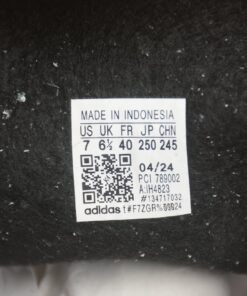 MADE IN INDONESIA
US UK FR JP CHN
7 6½ 40 250 245
04/24
PCI 789002
A:IH4823
#134717032
adidas